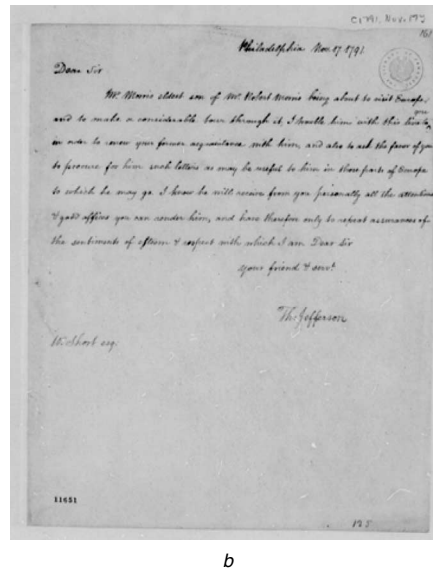 C1791, Nov. 17
Philadelphia Nov. 17. 1791
Dear Sir
Mr. Morris eldest son of Mr. Robert Morris being about to visit Europe,
and to make a considerable tour through it, I trouble him with this line to you
in order to renew your former acquaintance with him, and also to ask the favor of you
to procure for him such letters as may be useful to him in those parts of Europe
to which he may go. I know he will receive from you personally all the attentions
& good offices you can render him, and have therefore only to repeat assurances of
the sentiments of esteem & respect with which I am Dear Sir
your friend & servt.
Th: Jefferson
W. Short esq.
11651
b